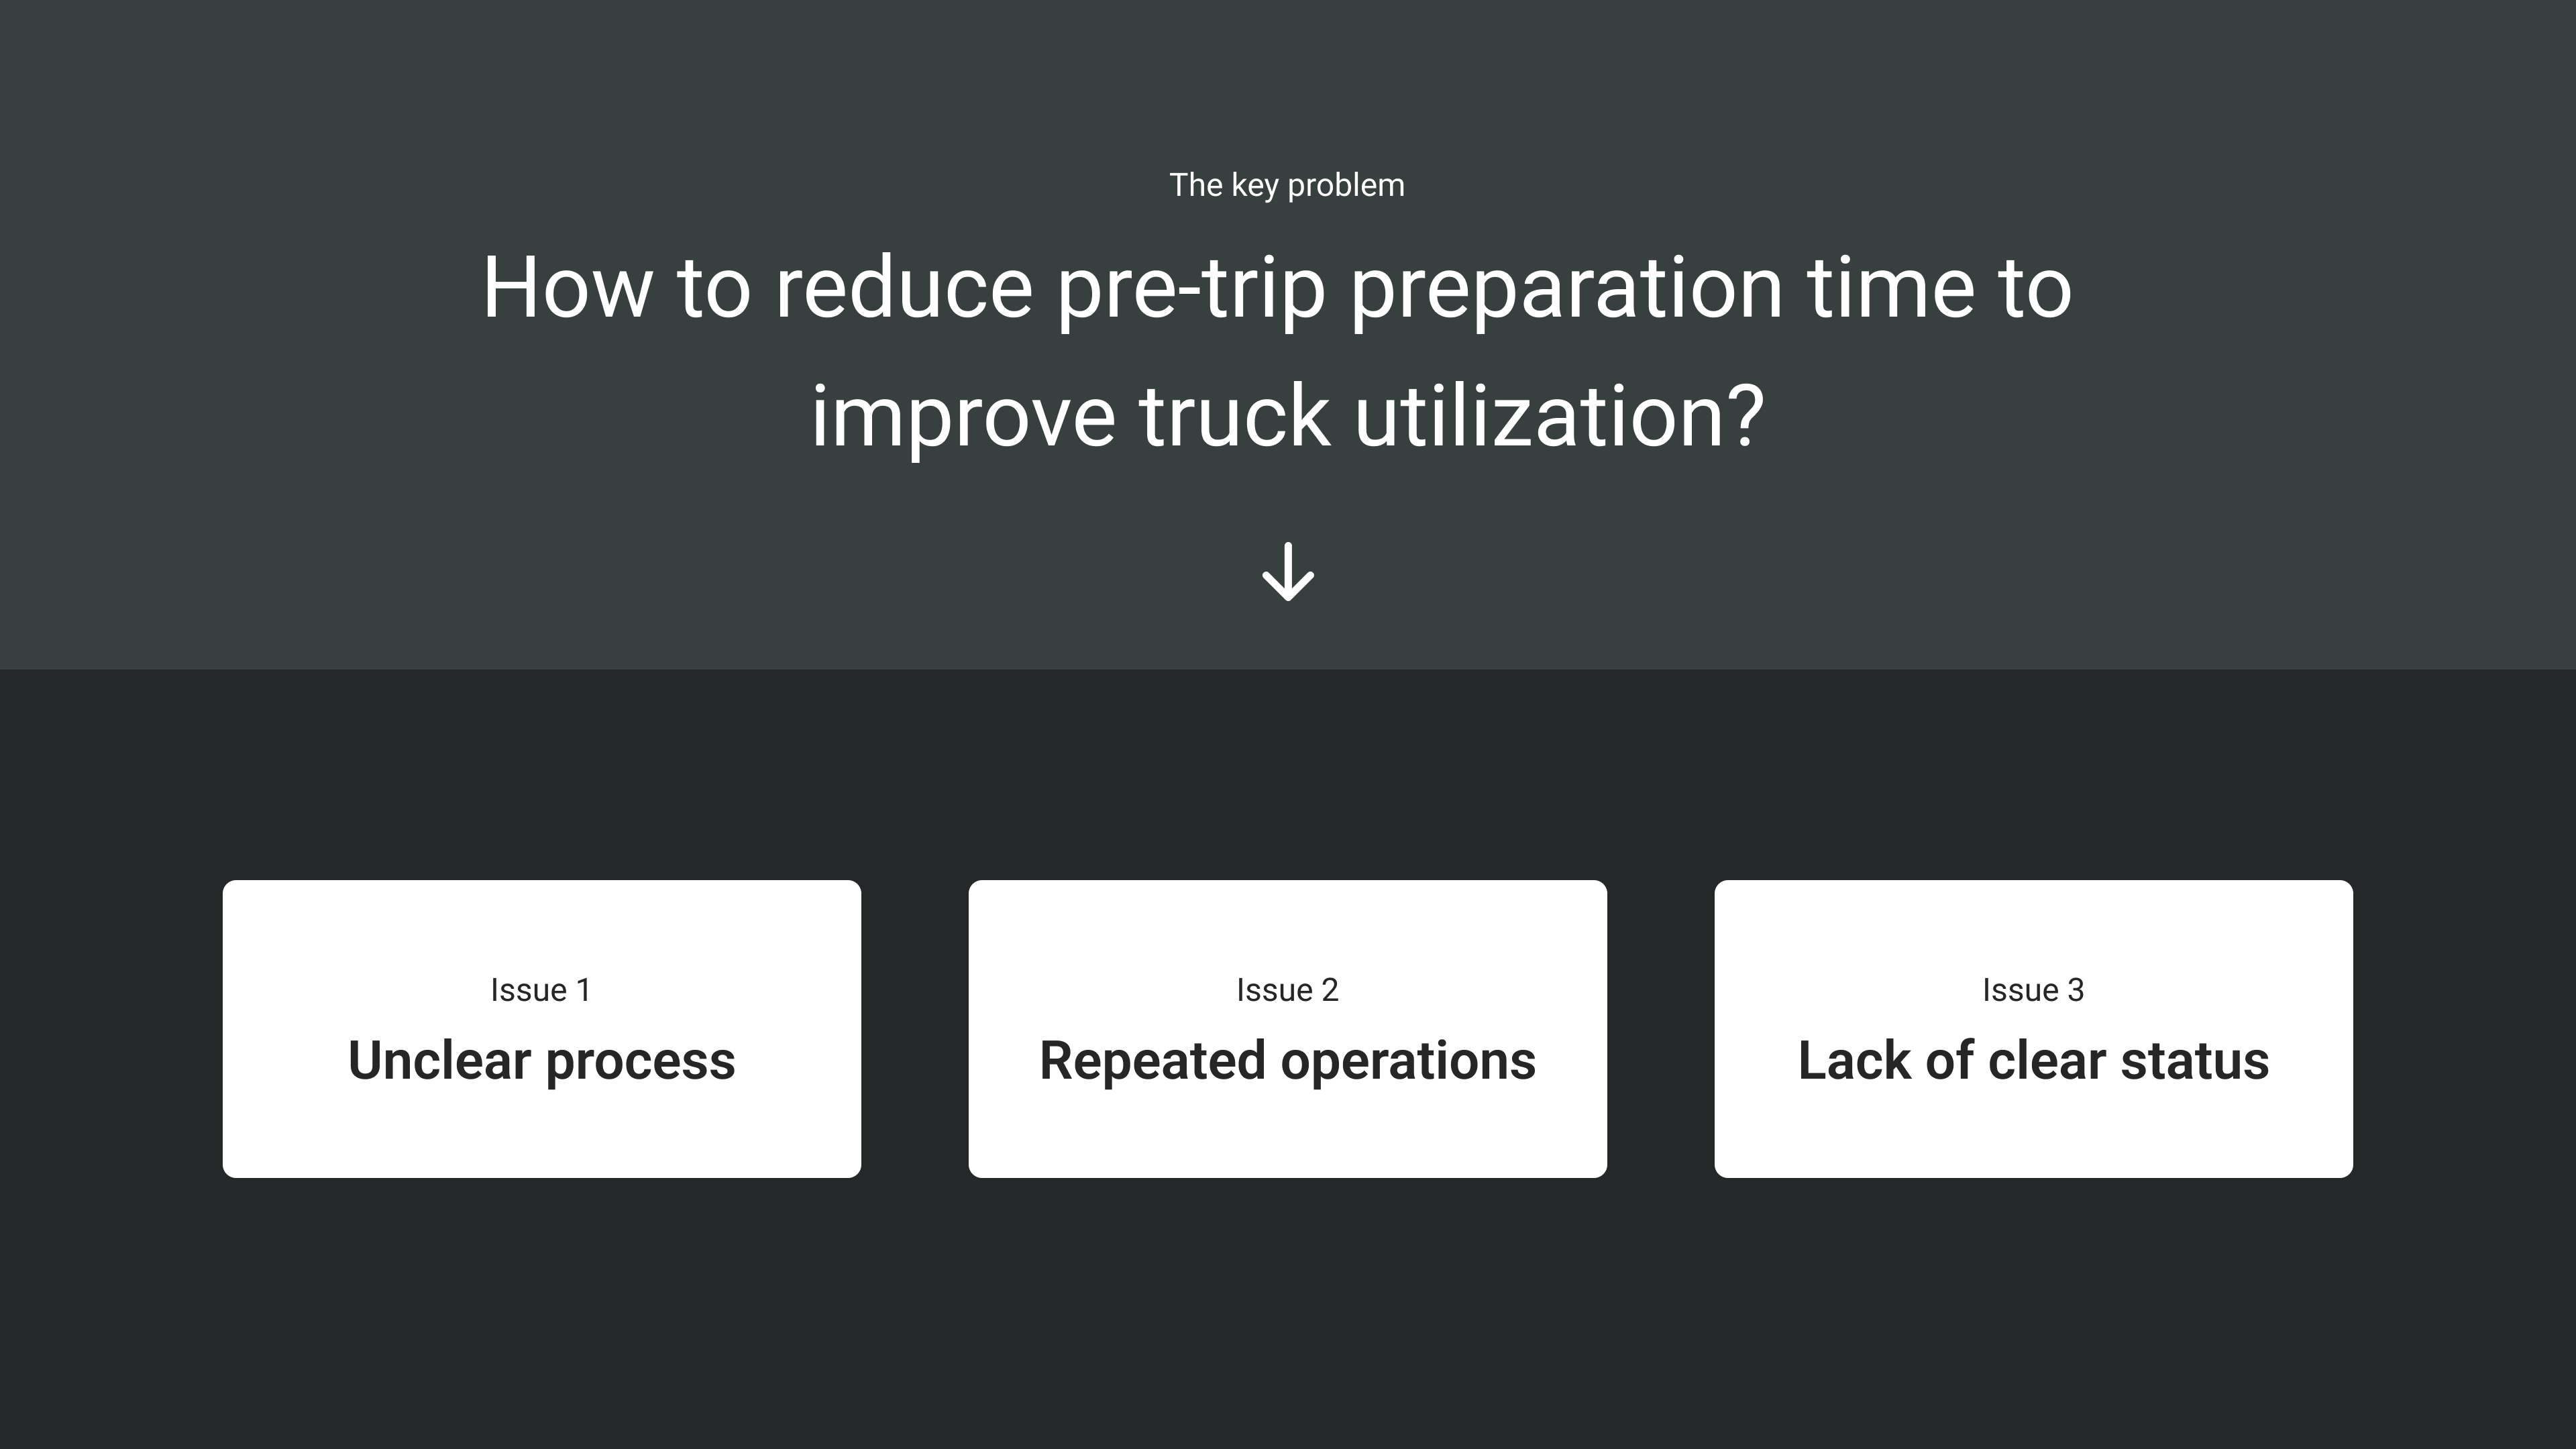 The key problem
How to reduce pre-trip preparation time to
improve truck utilization?
Issue 1
Unclear process
Issue 2
Repeated operations
Issue 3
Lack of clear status